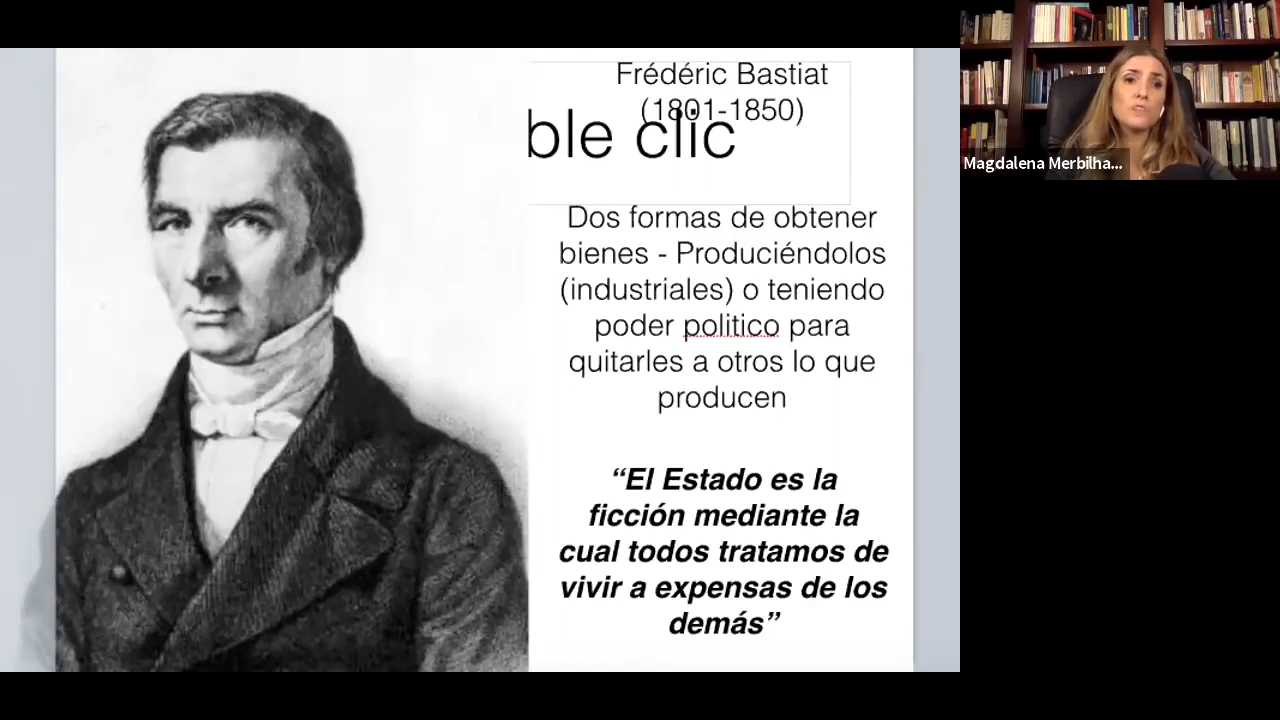 Frédéric Bastiat
(1801-1850)
ble clic
Dos formas de obtener
bienes - Produciéndolos
(industriales) o teniendo
poder politico para
quitarles a otros lo que
producen
“El Estado es la
ficción mediante la
cual todos tratamos de
vivir a expensas de los
demás”
Magdalena Merbilha...